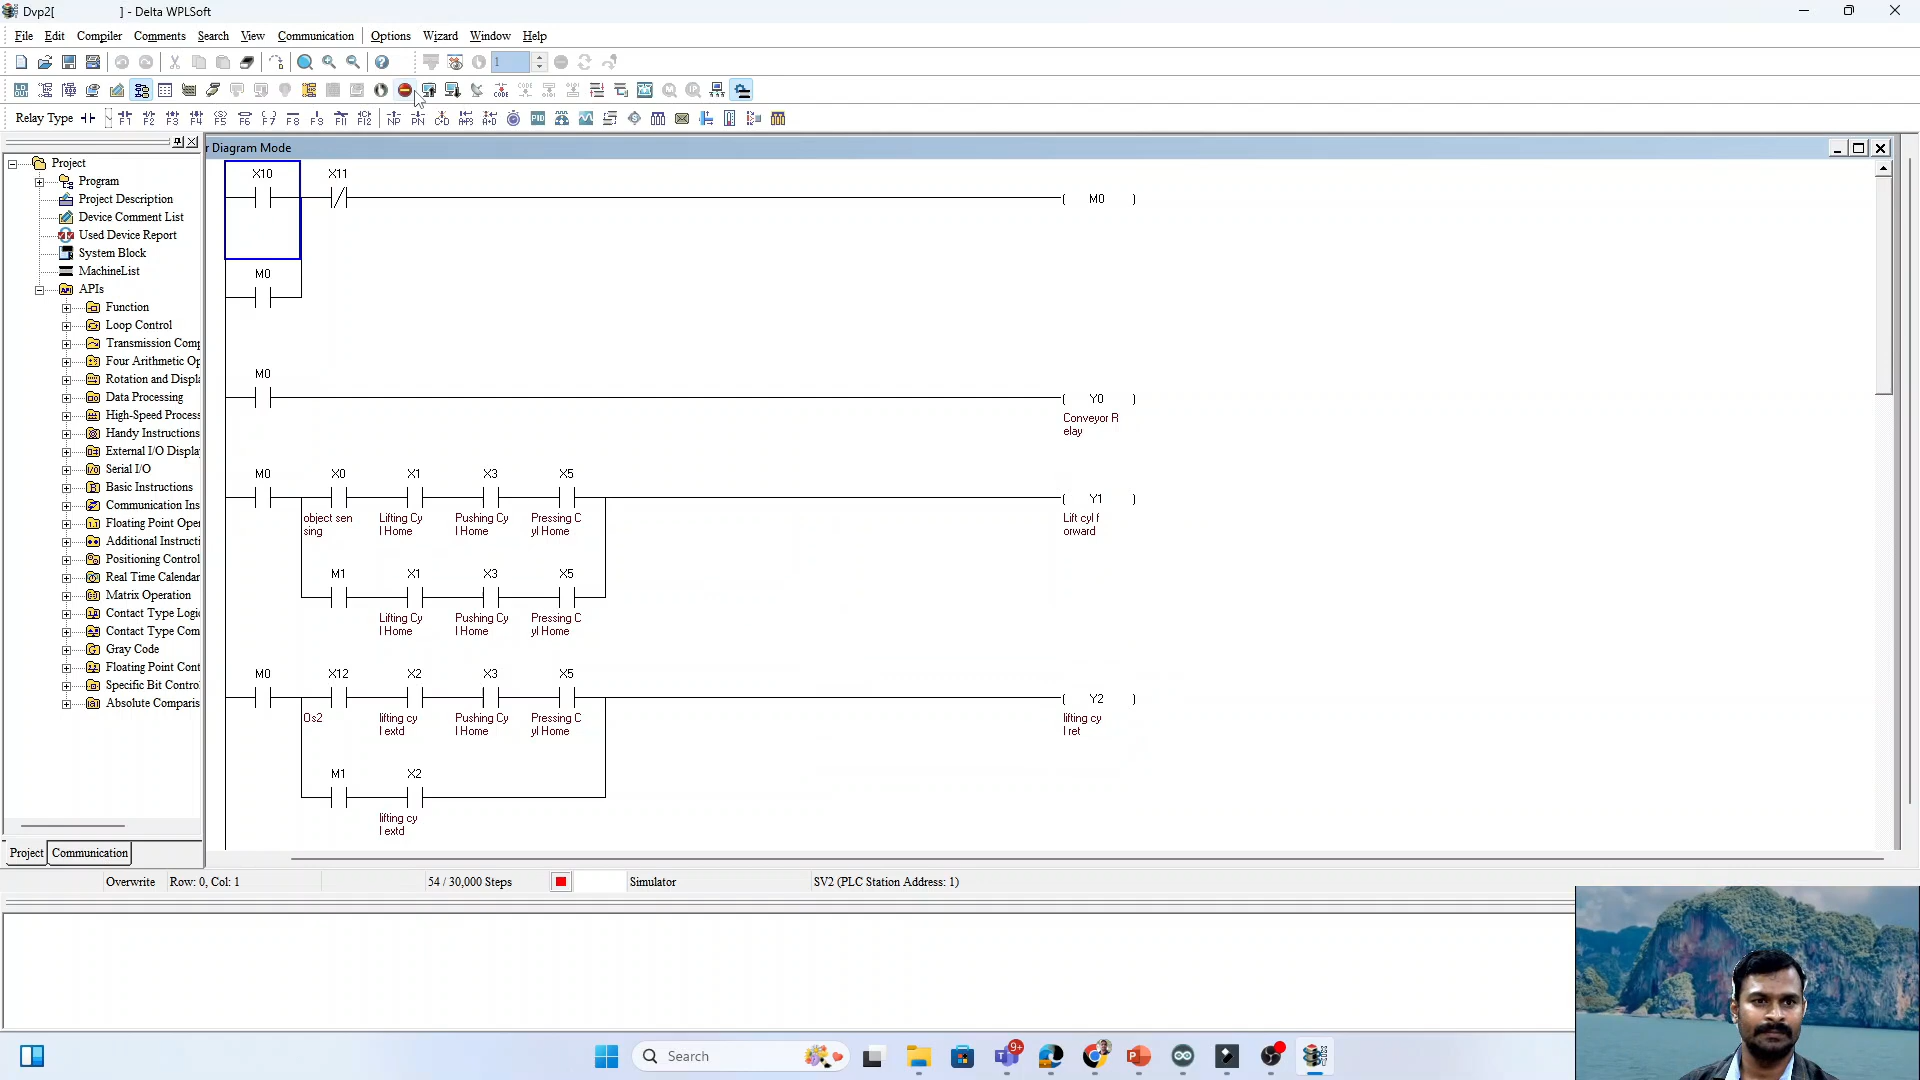 Dvp2[ ] - Delta WPLSoft
File Edit Compiler Comments Search View Communication Options Wizard Window Help
1
Relay Type
r Diagram Mode
Project
Program
Project Description
Device Comment List
Used Device Report
System Block
MachineList
APIs
Function
Loop Control
Transmission Comp
Four Arithmetic Op
Rotation and Displa
Data Processing
High-Speed Process
Handy Instructions
External I/O Displa
Serial I/O
Basic Instructions
Communication Ins
Floating Point Oper
Additional Instructi
Positioning Control
Real Time Calendar
Matrix Operation
Contact Type Logic
Contact Type Com
Gray Code
Floating Point Cont
Specific Bit Contro
Absolute Comparis
Project Communication
X10 X11
M0
M0
M0
Y0
Conveyor R
elay
M0 X0 X1 X3 X5
Y1
object sen Lifting Cy Pushing Cy Pressing C Lift cyl f
sing l Home l Home yl Home orward
M1 X1 X3 X5
Lifting Cy Pushing Cy Pressing C
l Home l Home yl Home
M0 X12 X2 X3 X5
Y2
Os2 lifting cy Pushing Cy Pressing C lifting cy
l extd l Home yl Home l ret
M1 X2
lifting cy
l extd
Overwrite Row: 0, Col: 1 54 / 30,000 Steps Simulator SV2 (PLC Station Address: 1)
Search
9+